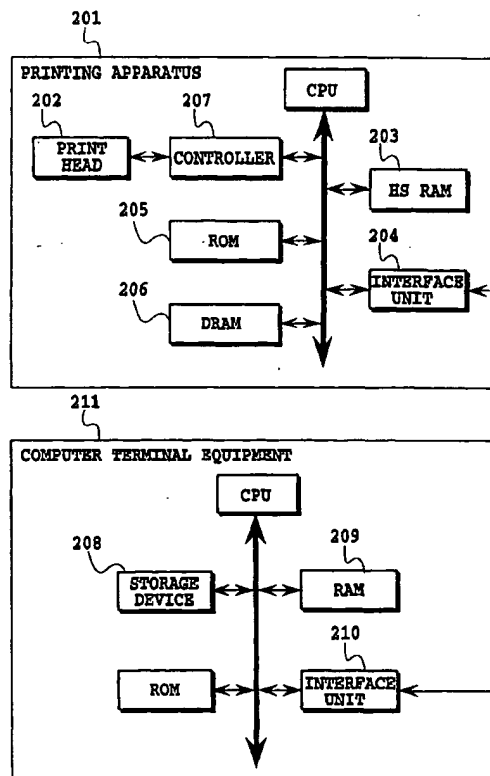 201
PRINTING APPARATUS
CPU
202
207
PRINT
HEAD
CONTROLLER
203
HS RAM
205
ROM
204
INTERFACE
UNIT
206
DRAM
211
COMPUTER TERMINAL EQUIPMENT
CPU
208
STORAGE
DEVICE
209
RAM
210
ROM
INTERFACE
UNIT